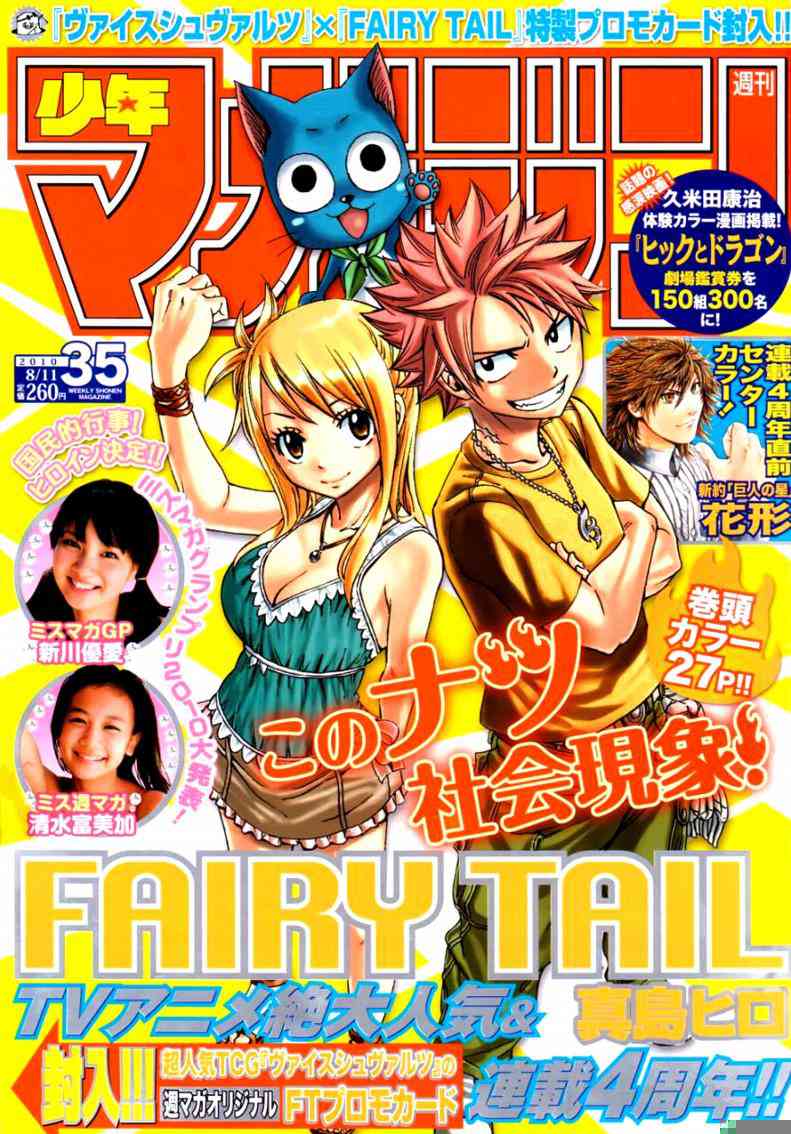 『ヴァイスシュヴァルツ』×『FAIRY TAIL』特製プロモカード封入!!
週刊
少年
マガジン
話題の
感涙映画!
久米田康治
体験カラー漫画掲載!
『ヒックとドラゴン』
劇場鑑賞券を
150組300名
に!
2010
8/11
35
定価260円
WEEKLY SHONEN
MAGAZINE
連載4周年直前
センター
カラー!
新約「巨人の星」
花形
国民的行事!
ヒロイン決定!!
ミスマガグランプリ2010大発表!
ミスマガGP
新川優愛
ミス週マガ
清水富美加
巻頭
カラー
27P!!
このナツ
社会現象!
FAIRY TAIL
TVアニメ絶大人気&
真島ヒロ
連載4周年!!
封入!!!
超人気TCG『ヴァイスシュヴァルツ』の
週マガオリジナル
FTプロモカード